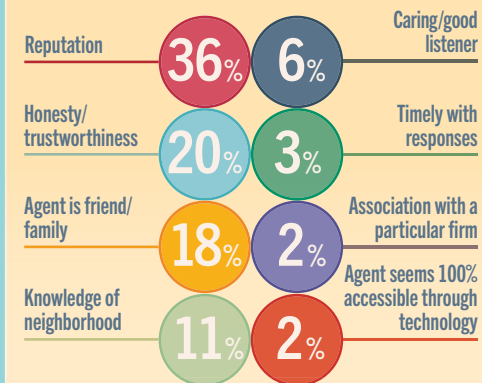 Reputation
36%
6%
Caring/good
listener
Honesty/
trustworthiness
20%
3%
Timely with
responses
Agent is friend/
family
18%
2%
Association with a
particular firm
Knowledge of
neighborhood
11%
2%
Agent seems 100%
accessible through
technology